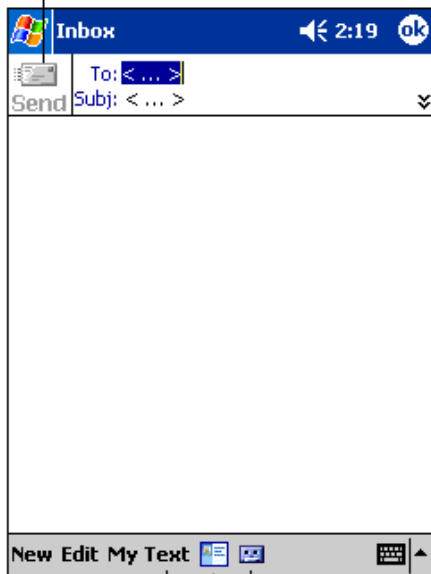 Inbox 2:19 ok
To: < ... >
Send Subj: < ... >
New Edit My Text